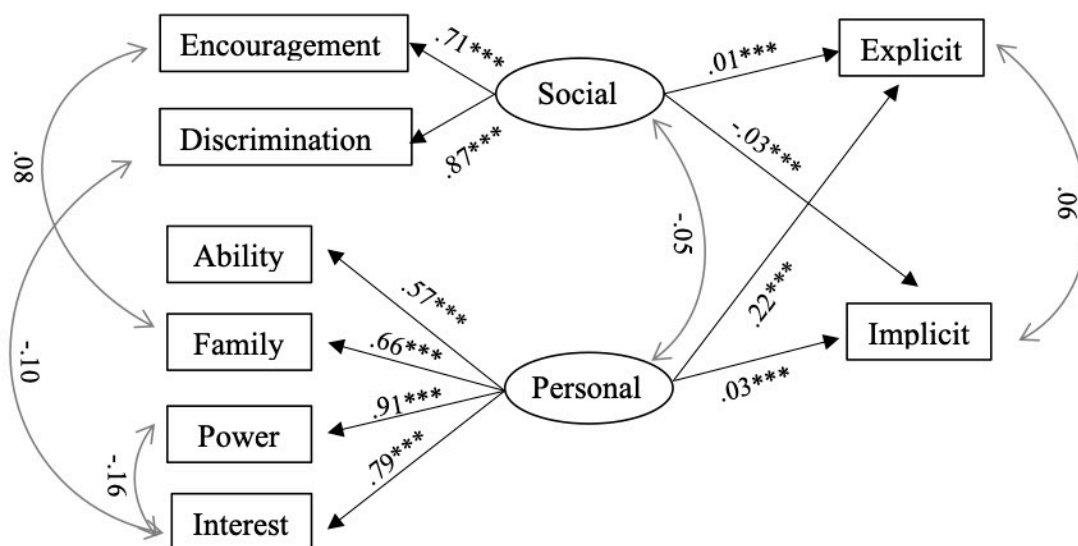 Encouragement
.71***
Social
.01***
Explicit
Discrimination
.87***
-.03***
.08
-.05
.06
Ability
.57***
.22***
Family
.66***
Implicit
-.10
Personal
.03***
.91***
Power
-.16
.79***
Interest